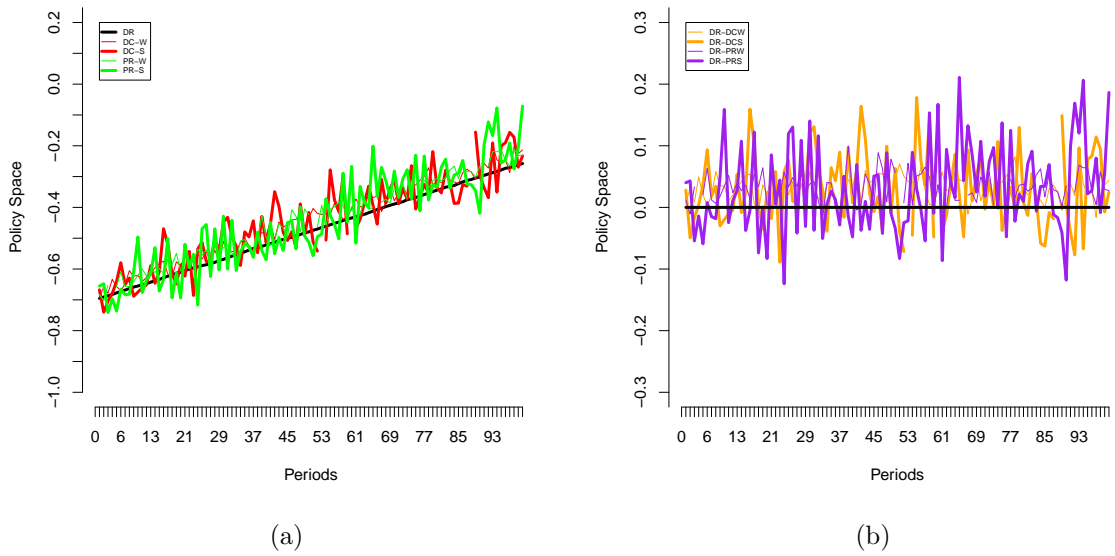 0.2
0.0
−0.2
−0.4
−0.6
−0.8
−1.0
Policy Space
DR
DC−W
DC−S
PR−W
PR−S
0 6 13 21 29 37 45 53 61 69 77 85 93
Periods
(a)
0.3
0.2
0.1
0.0
−0.1
−0.2
−0.3
Policy Space
DR−DCW
DR−DCS
DR−PRW
DR−PRS
0 6 13 21 29 37 45 53 61 69 77 85 93
Periods
(b)